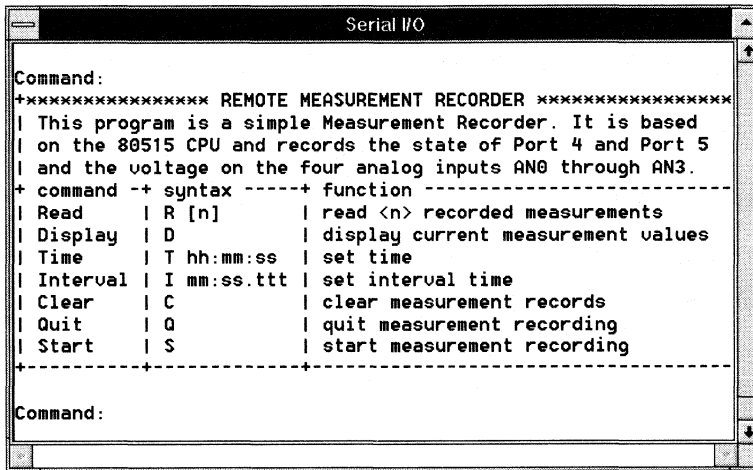 Serial I/O
Command:
+**************** REMOTE MEASUREMENT RECORDER *****************
| This program is a simple Measurement Recorder. It is based
| on the 80515 CPU and records the state of Port 4 and Port 5
| and the voltage on the four analog inputs AN0 through AN3.
+ command -+ syntax -----+ function ---------------------------
| Read | R [n] | read <n> recorded measurements
| Display | D | display current measurement values
| Time | T hh:mm:ss | set time
| Interval | I mm:ss.ttt | set interval time
| Clear | C | clear measurement records
| Quit | Q | quit measurement recording
| Start | S | start measurement recording
+----------+-------------+-------------------------------------
Command: